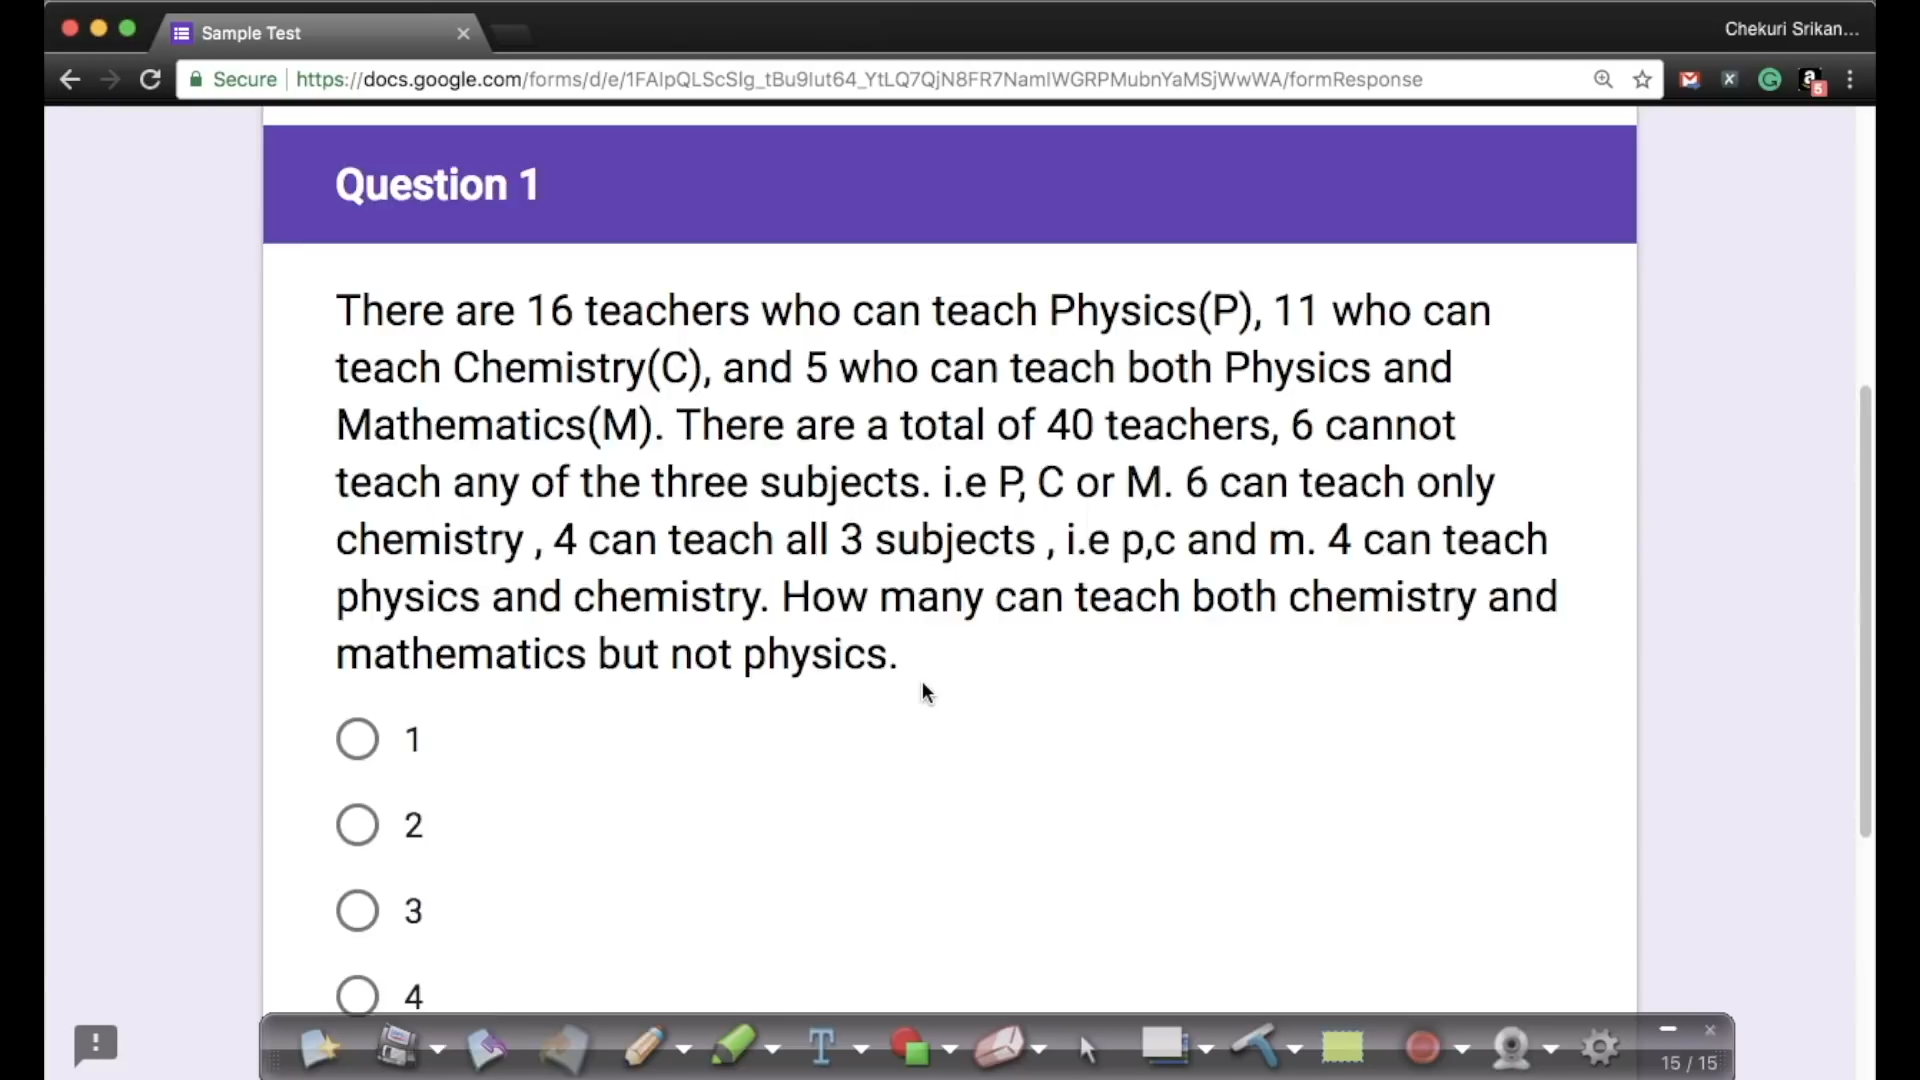 Sample Test
Chekuri Srikan...
Secure https://docs.google.com/forms/d/e/1FAIpQLScSIg_tBu9Iut64_YtLQ7QjN8FR7NamIWGRPMubnYaMSjWwWA/formResponse
5
Question 1
There are 16 teachers who can teach Physics(P), 11 who can
teach Chemistry(C), and 5 who can teach both Physics and
Mathematics(M). There are a total of 40 teachers, 6 cannot
teach any of the three subjects. i.e P, C or M. 6 can teach only
chemistry , 4 can teach all 3 subjects , i.e p,c and m. 4 can teach
physics and chemistry. How many can teach both chemistry and
mathematics but not physics.
1
2
3
4
15 / 15